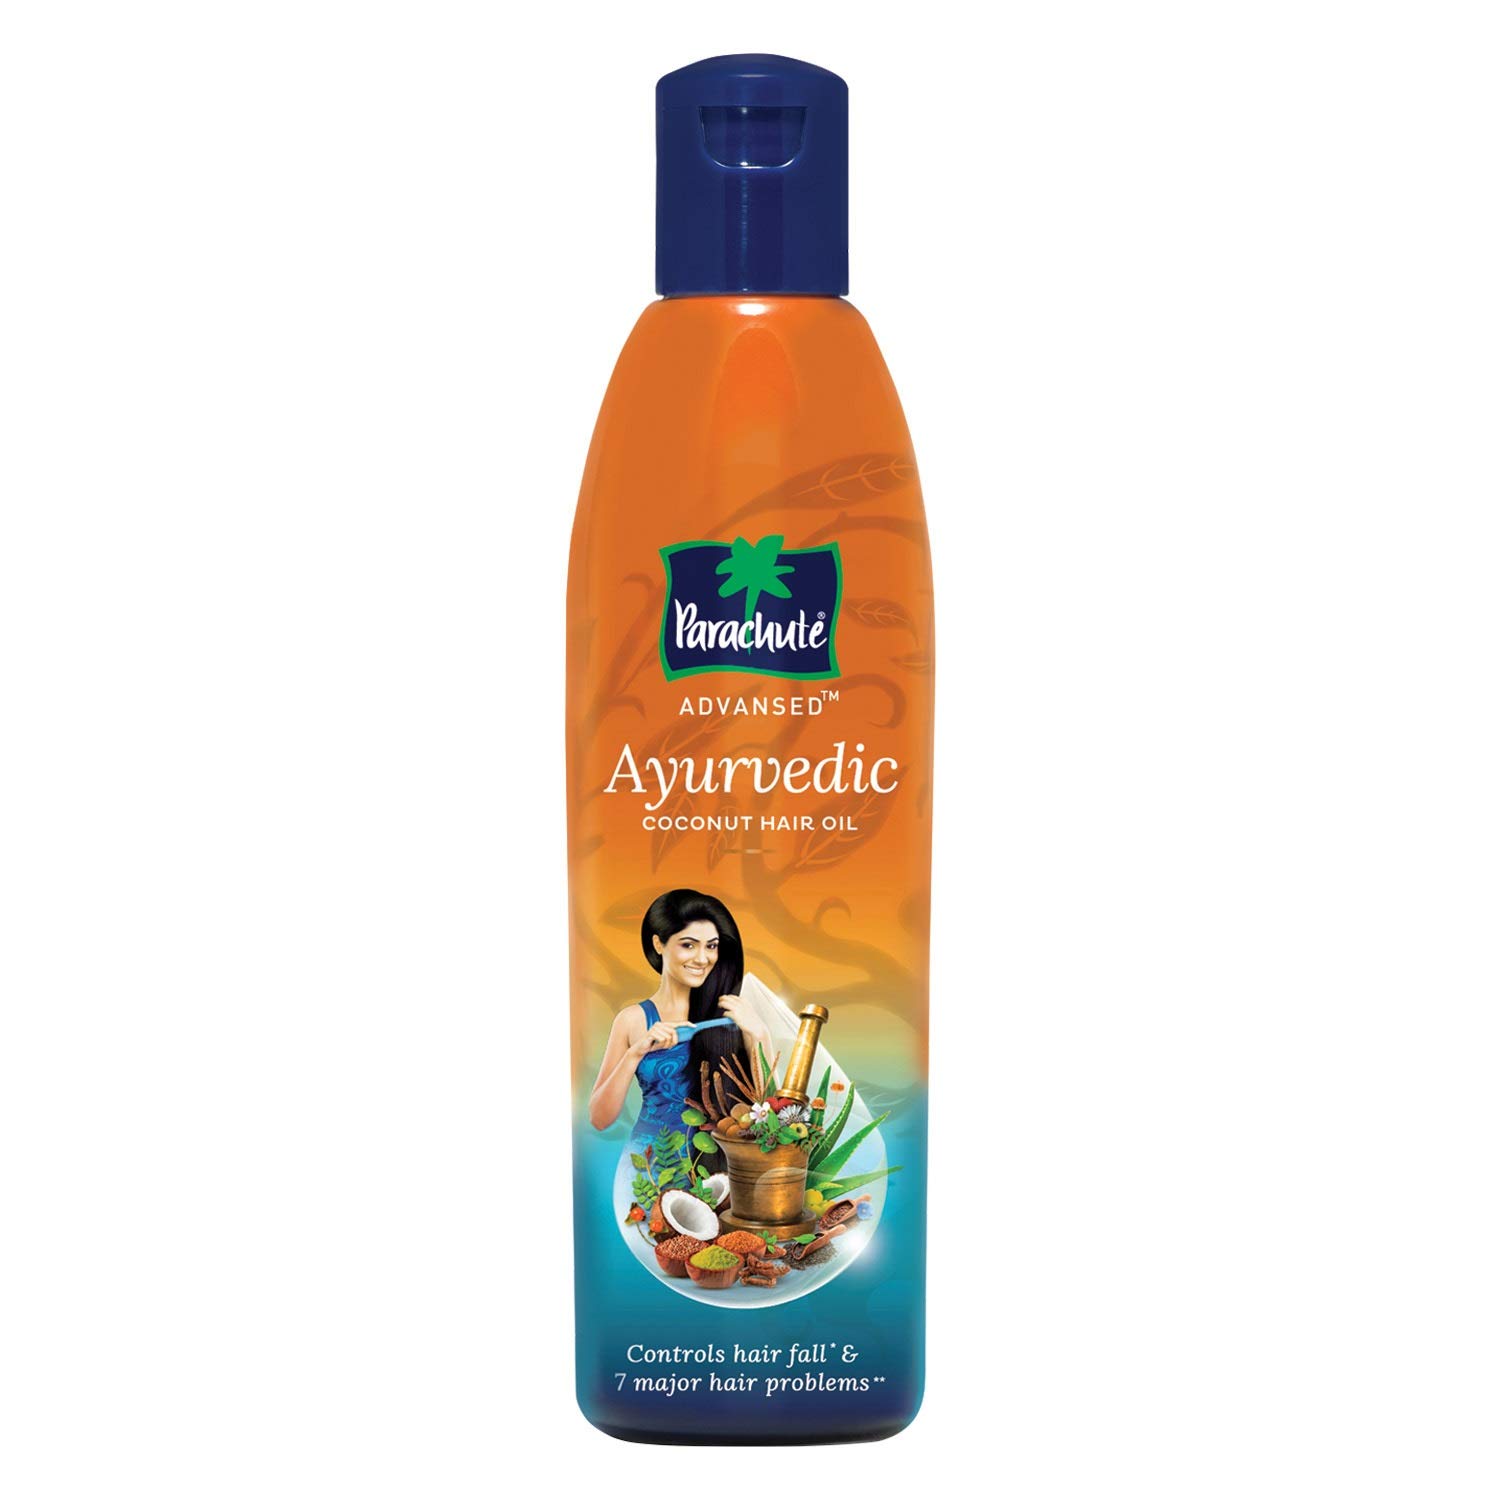 Parachute®
ADVANSED™
Ayurvedic
COCONUT HAIR OIL
Controls hair fall* &
7 major hair problems**